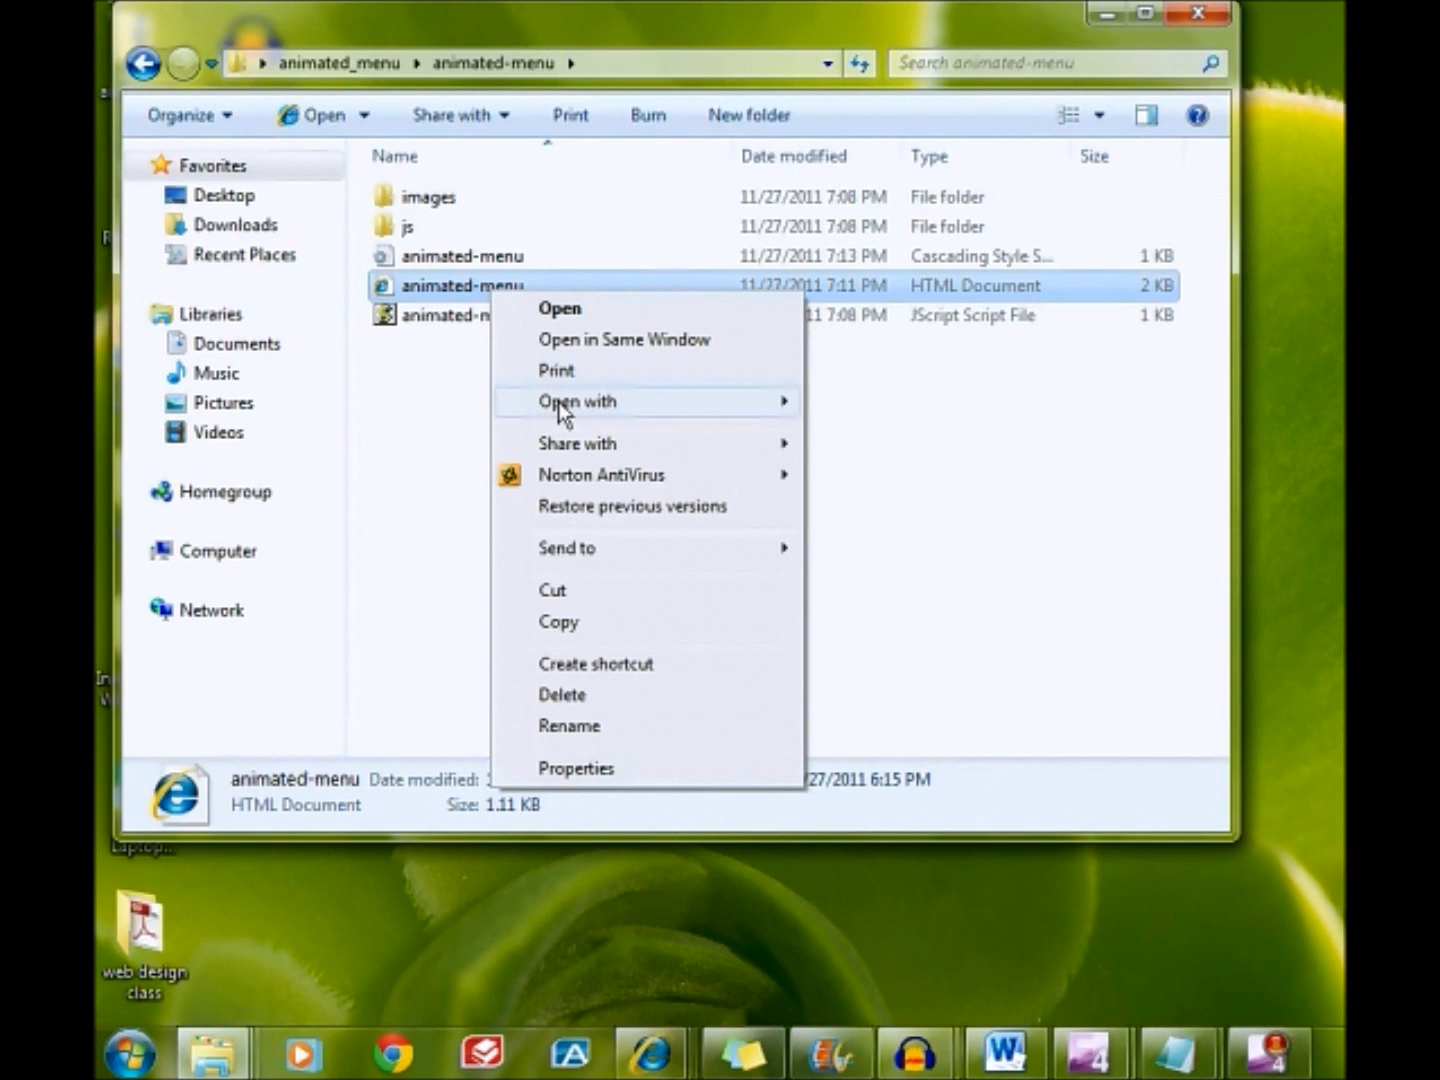 animated_menu animated-menu Search animated-menu
Organize Open Share with Print Burn New folder
Name Date modified Type Size
Favorites
Desktop
Downloads
Recent Places
Libraries
Documents
Music
Pictures
Videos
Homegroup
Computer
Network
images 11/27/2011 7:08 PM File folder
js 11/27/2011 7:08 PM File folder
animated-menu 11/27/2011 7:13 PM Cascading Style S... 1 KB
animated-menu 11/27/2011 7:11 PM HTML Document 2 KB
animated-m 11 7:08 PM JScript Script File 1 KB
Open
Open in Same Window
Print
Open with
Share with
Norton AntiVirus
Restore previous versions
Send to
Cut
Copy
Create shortcut
Delete
Rename
Properties
animated-menu Date modified: /27/2011 6:15 PM
HTML Document Size: 1.11 KB
Laptop...
web design
class